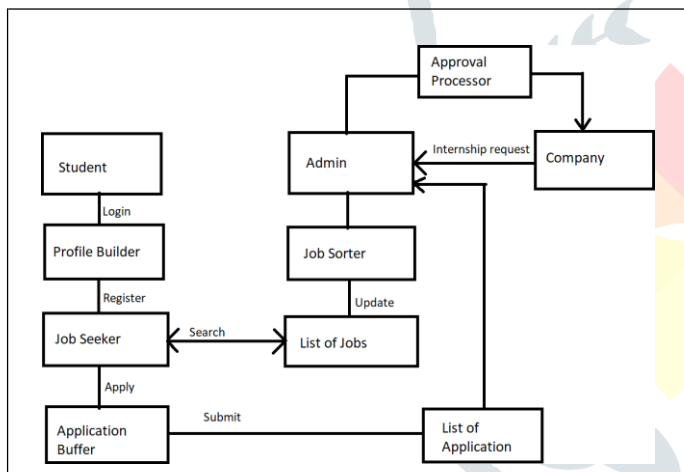 Approval
Processor
Student
Admin
Internship request
Company
Login
Profile Builder
Job Sorter
Register
Update
Job Seeker
Search
List of Jobs
Apply
Application
Buffer
Submit
List of
Application